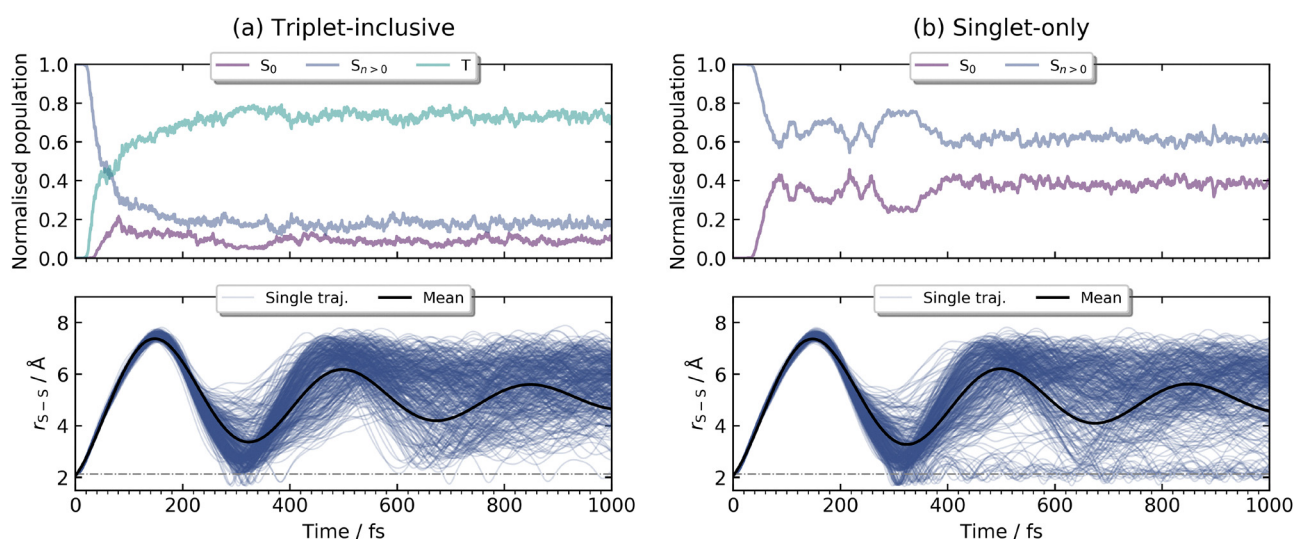 (a) Triplet-inclusive
S0 Sn>0 T
Normalised population
1.0
0.8
0.6
0.4
0.2
0.0
Single traj. Mean
rS−S / Å
8
6
4
2
0 200 400 600 800 1000
Time / fs
(b) Singlet-only
S0 Sn>0
Normalised population
1.0
0.8
0.6
0.4
0.2
0.0
Single traj. Mean
rS−S / Å
8
6
4
2
0 200 400 600 800 1000
Time / fs